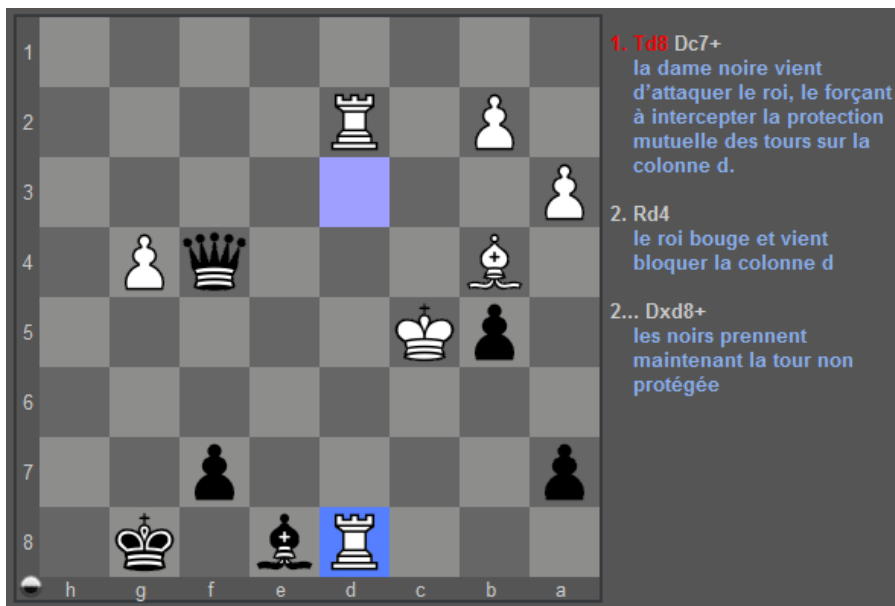 1
2
3
4
5
6
7
8
h g f e d c b a
1. Td8 Dc7+
la dame noire vient
d'attaquer le roi, le forçant
à intercepter la protection
mutuelle des tours sur la
colonne d.
2. Rd4
le roi bouge et vient
bloquer la colonne d
2... Dxd8+
les noirs prennent
maintenant la tour non
protégée